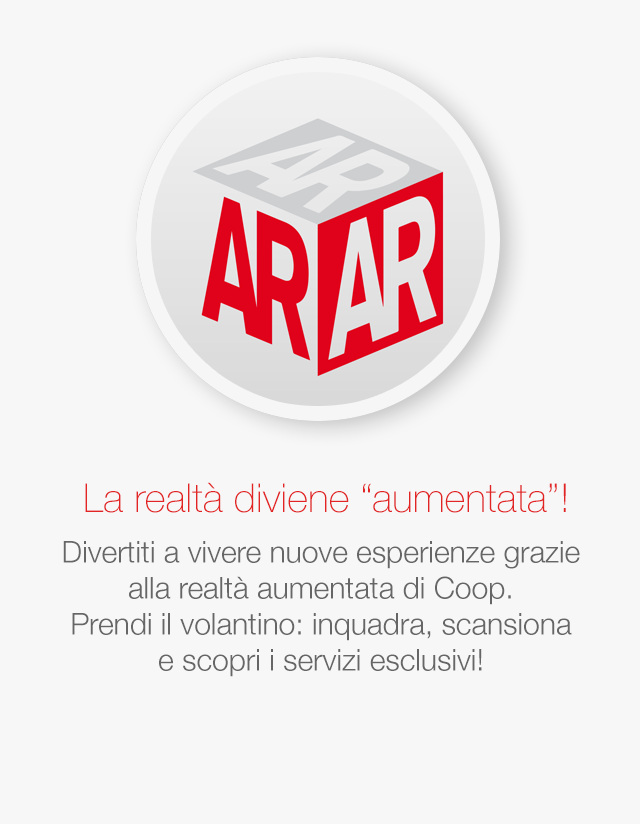 AR
AR AR
La realtà diviene “aumentata”!
Divertiti a vivere nuove esperienze grazie
alla realtà aumentata di Coop.
Prendi il volantino: inquadra, scansiona
e scopri i servizi esclusivi!